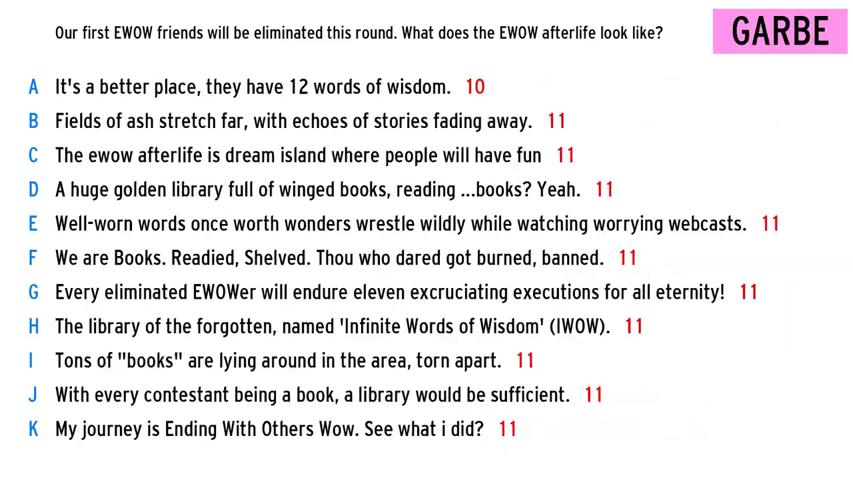 Our first EWOW friends will be eliminated this round. What does the EWOW afterlife look like?
GARBE
A It's a better place, they have 12 words of wisdom. 10
B Fields of ash stretch far, with echoes of stories fading away. 11
C The ewow afterlife is dream island where people will have fun 11
D A huge golden library full of winged books, reading ...books? Yeah. 11
E Well-worn words once worth wonders wrestle wildly while watching worrying webcasts. 11
F We are Books. Readied, Shelved. Thou who dared got burned, banned. 11
G Every eliminated EWOWer will endure eleven excruciating executions for all eternity! 11
H The library of the forgotten, named 'Infinite Words of Wisdom' (IWOW). 11
I Tons of "books" are lying around in the area, torn apart. 11
J With every contestant being a book, a library would be sufficient. 11
K My journey is Ending With Others Wow. See what i did? 11